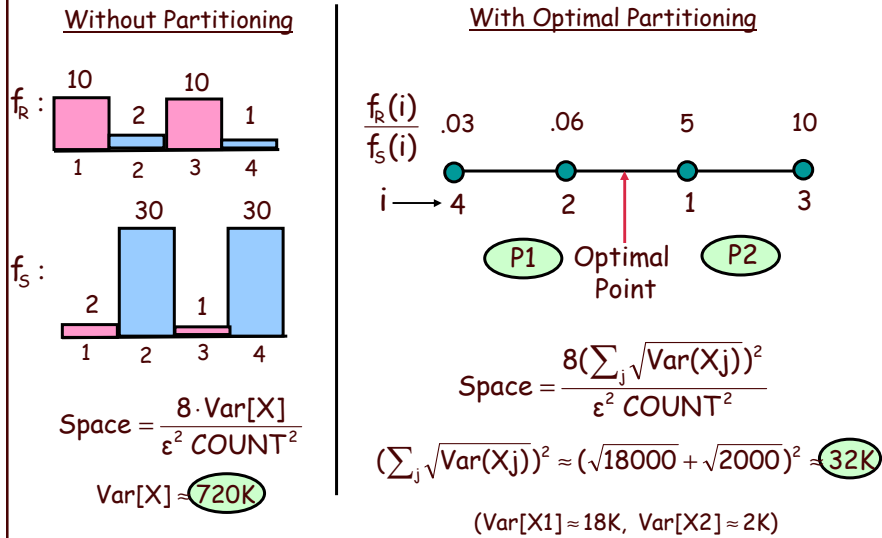 Without Partitioning
10 10
f_R : 2 1
1 2 3 4
30 30
f_S :
2 1
1 2 3 4
Space = 8 · Var[X] / ε² COUNT²
Var[X] ≈ 720K
With Optimal Partitioning
f_R(i) / f_S(i) .03 .06 5 10
i → 4 2 1 3
P1 Optimal P2
Point
Space = 8(∑_j √Var(Xj))² / ε² COUNT²
(∑_j √Var(Xj))² ≈ (√18000 + √2000)² ≈ 32K
(Var[X1] ≈ 18K, Var[X2] ≈ 2K)